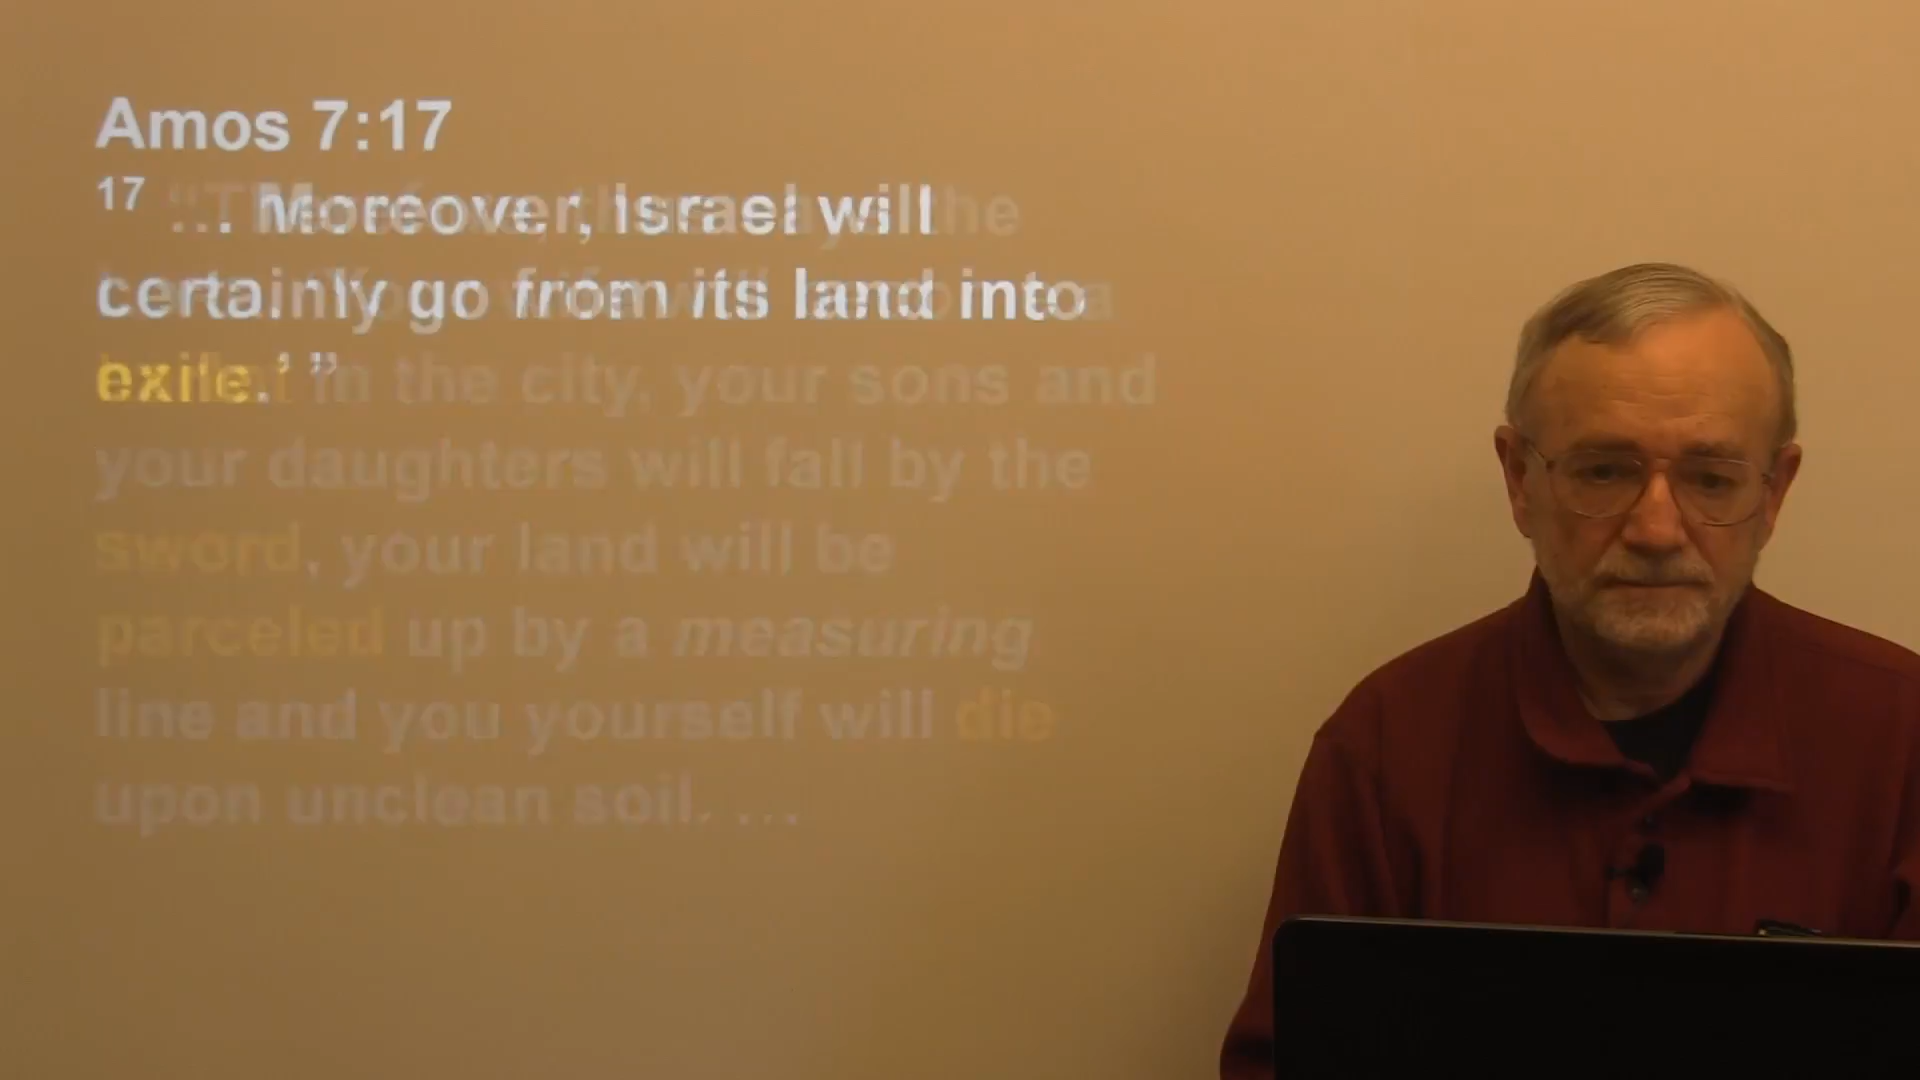 Amos 7:17
17 ... Moreover, Israel will the
certainly go from its land into a
exile.’ ” in the city, your sons and
your daughters will fall by the
sword, your land will be
parceled up by a measuring
line and you yourself will die
upon unclean soil. ...